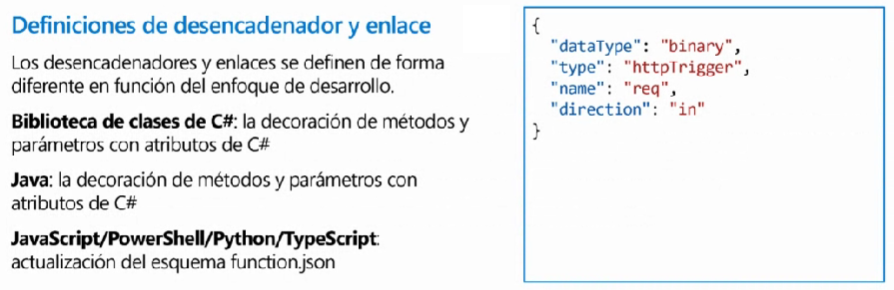 Definiciones de desencadenador y enlace
Los desencadenadores y enlaces se definen de forma
diferente en función del enfoque de desarrollo.
Biblioteca de clases de C#: la decoración de métodos y
parámetros con atributos de C#
Java: la decoración de métodos y parámetros con
atributos de C#
JavaScript/PowerShell/Python/TypeScript:
actualización del esquema function.json
{
"dataType": "binary",
"type": "httpTrigger",
"name": "req",
"direction": "in"
}